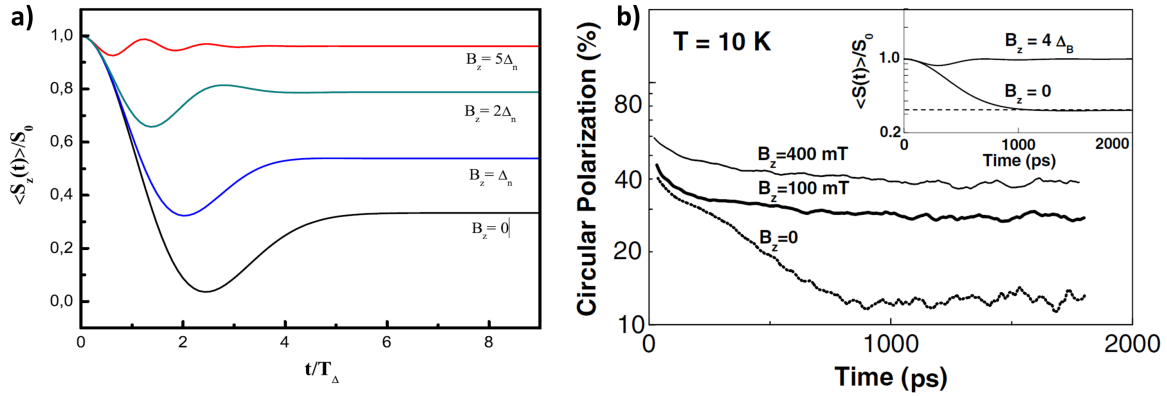 a)
1,0
0,8
0,6
0,4
0,2
0,0
<S_z(t)>/S_0
B_z= 5Δ_n
B_z= 2Δ_n
B_z= Δ_n
B_z= 0
0
2
4
6
8
t/T_Δ
b)
Circular Polarization (%)
80
40
20
10
T = 10 K
B_z=400 mT
B_z=100 mT
B_z=0
0
1000
2000
Time (ps)
<S(t)>/S_0
1.0
0.2
B_z = 4 Δ_B
B_z = 0
0
1000
2000
Time (ps)